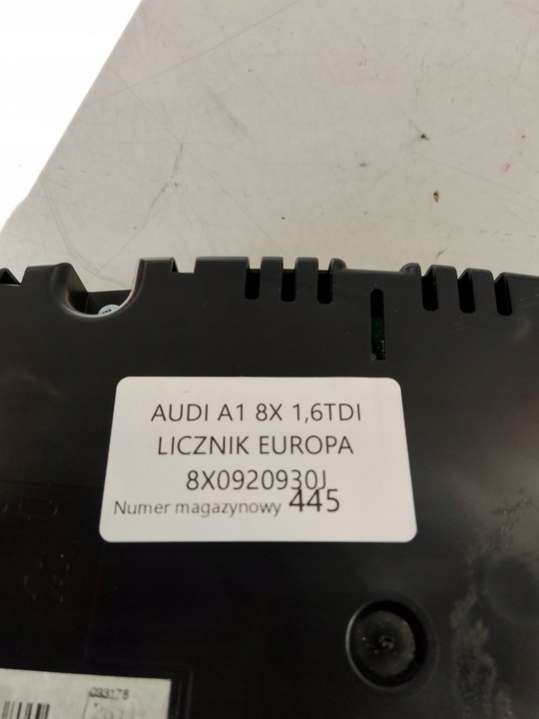 AUDI A1 8X 1,6TDI
LICZNIK EUROPA
8X0920930J
Numer magazynowy 445